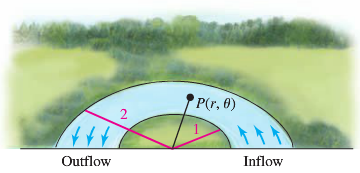 2
P(r, θ)
1
Outflow
Inflow